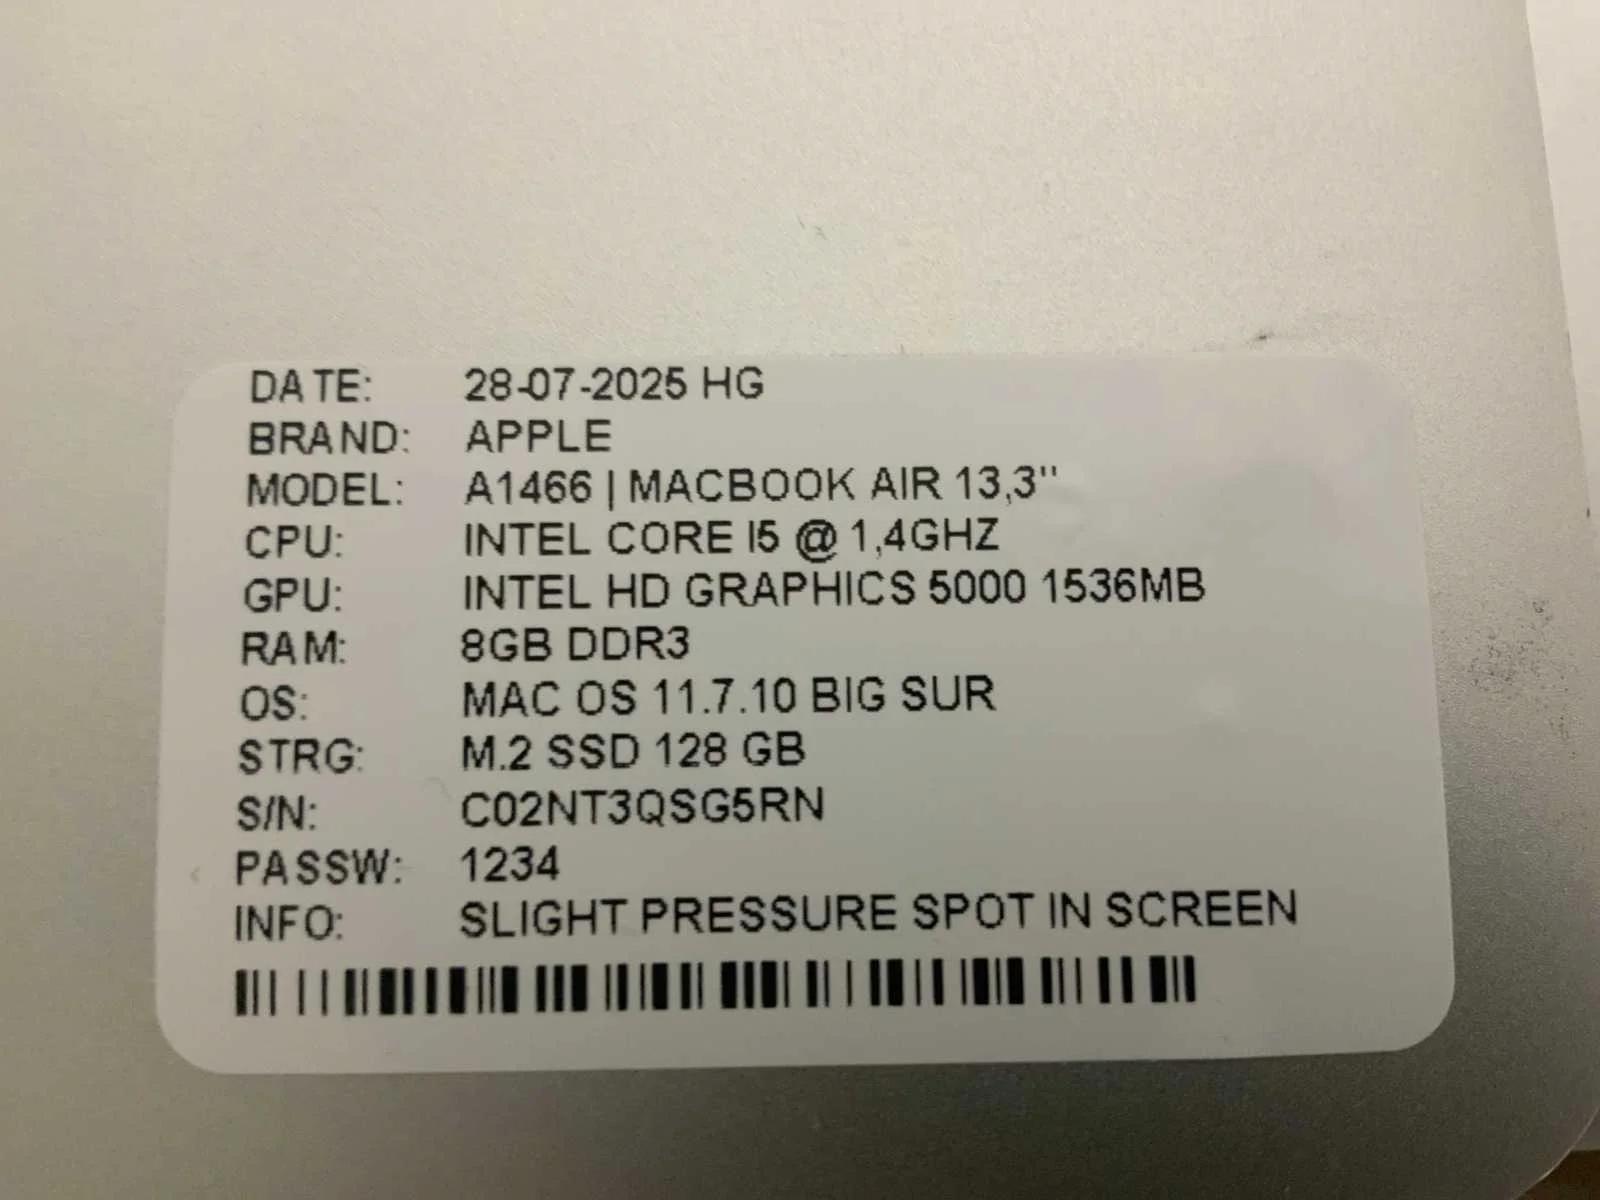 DATE: 28-07-2025 HG
BRAND: APPLE
MODEL: A1466 | MACBOOK AIR 13,3"
CPU: INTEL CORE I5 @ 1,4GHZ
GPU: INTEL HD GRAPHICS 5000 1536MB
RAM: 8GB DDR3
OS: MAC OS 11.7.10 BIG SUR
STRG: M.2 SSD 128 GB
S/N: C02NT3QSG5RN
PASSW: 1234
INFO: SLIGHT PRESSURE SPOT IN SCREEN